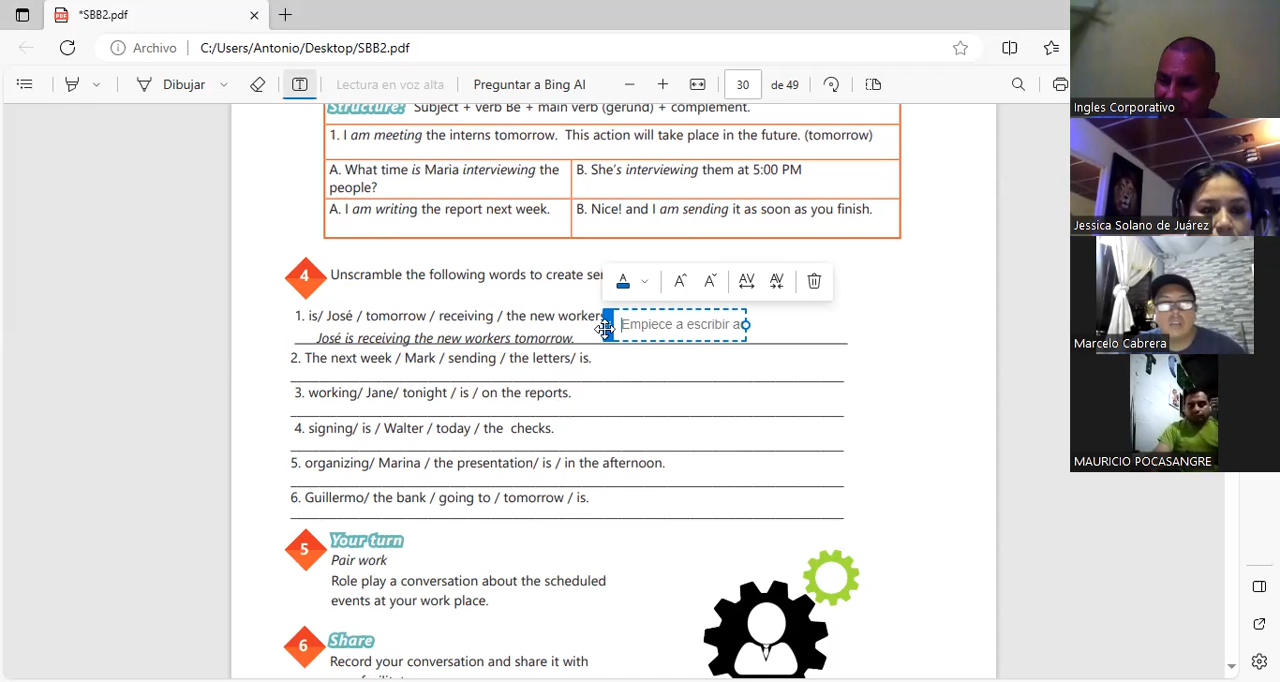 *SBB2.pdf
Archivo
C:/Users/Antonio/Desktop/SBB2.pdf
Dibujar
Lectura en voz alta
Preguntar a Bing AI
30
de 49
Structure: Subject + verb Be + main verb (gerund) + complement.
1. I am meeting the interns tomorrow. This action will take place in the future. (tomorrow)
A. What time is Maria interviewing the
people?
B. She's interviewing them at 5:00 PM
A. I am writing the report next week.
B. Nice! and I am sending it as soon as you finish.
4
Unscramble the following words to create
1. is/ José / tomorrow / receiving / the new workers
Empiece a escribir a
José is receiving the new workers tomorrow.
2. The next week / Mark / sending / the letters/ is.
3. working/ Jane/ tonight / is / on the reports.
4. signing/ is / Walter / today / the checks.
5. organizing/ Marina / the presentation/ is / in the afternoon.
6. Guillermo/ the bank / going to / tomorrow / is.
5
Your turn
Pair work
Role play a conversation about the scheduled
events at your work place.
6
Share
Record your conversation and share it with
Ingles Corporativo
Jessica Solano de Juárez
Marcelo Cabrera
MAURICIO POCASANGRE